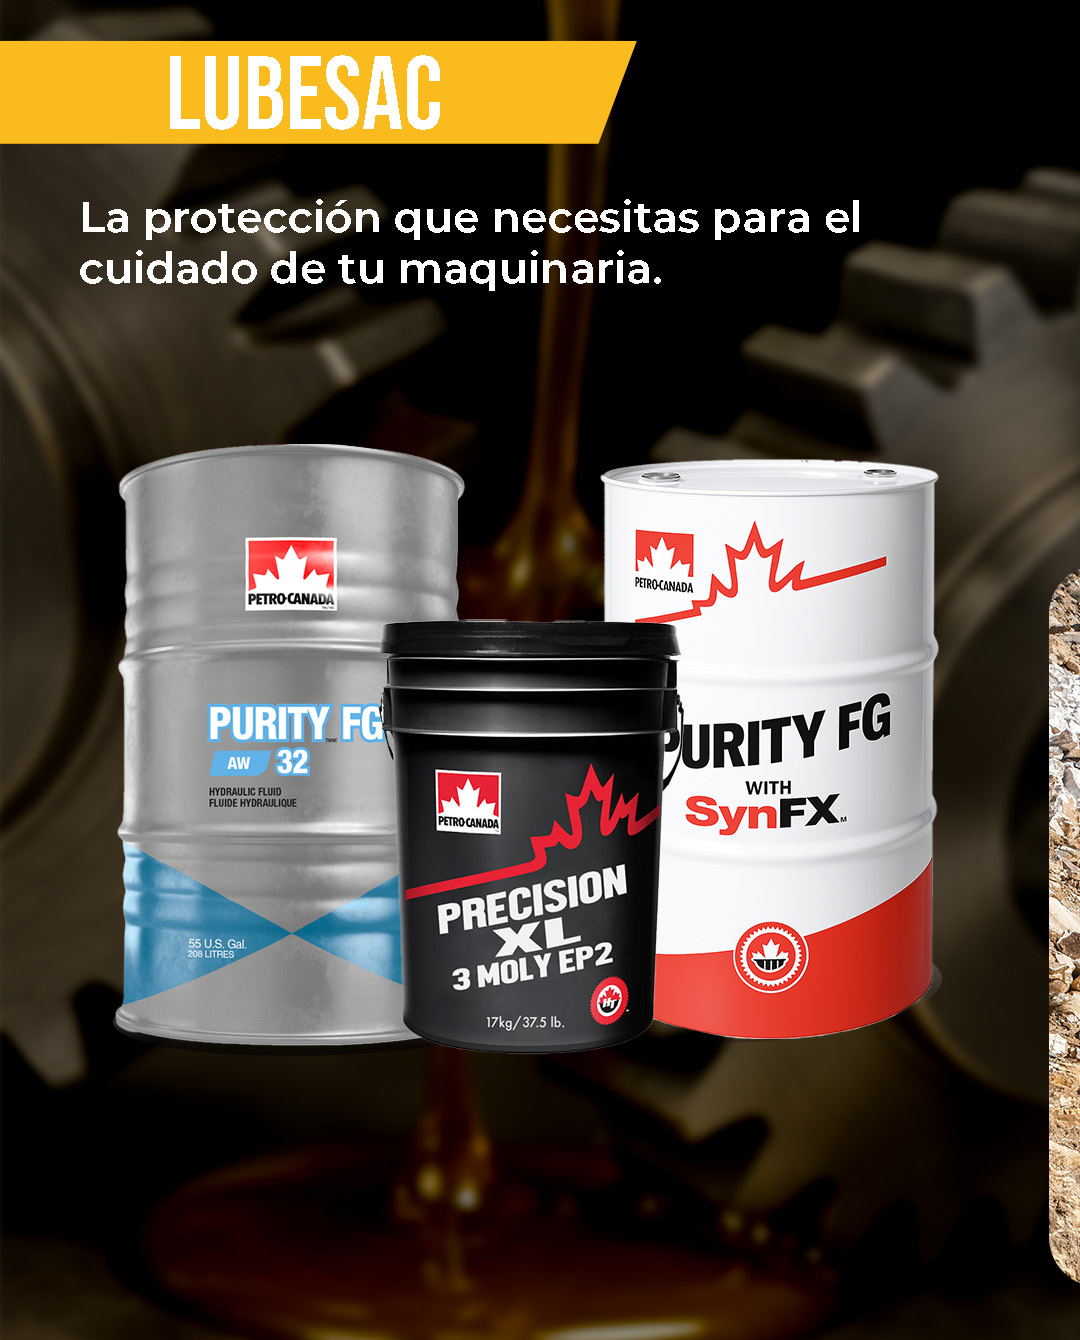 LUBESAC
La protección que necesitas para el
cuidado de tu maquinaria.
PETRO-CANADA
PURITY FG
AW 32
HYDRAULIC FLUID
FLUIDE HYDRAULIQUE
55 U.S. Gal.
208 LITRES
PETRO-CANADA
PRECISION
XL
3 MOLY EP2
HT
17kg/37.5 lb.
PETRO-CANADA
PURITY FG
WITH
SynFX